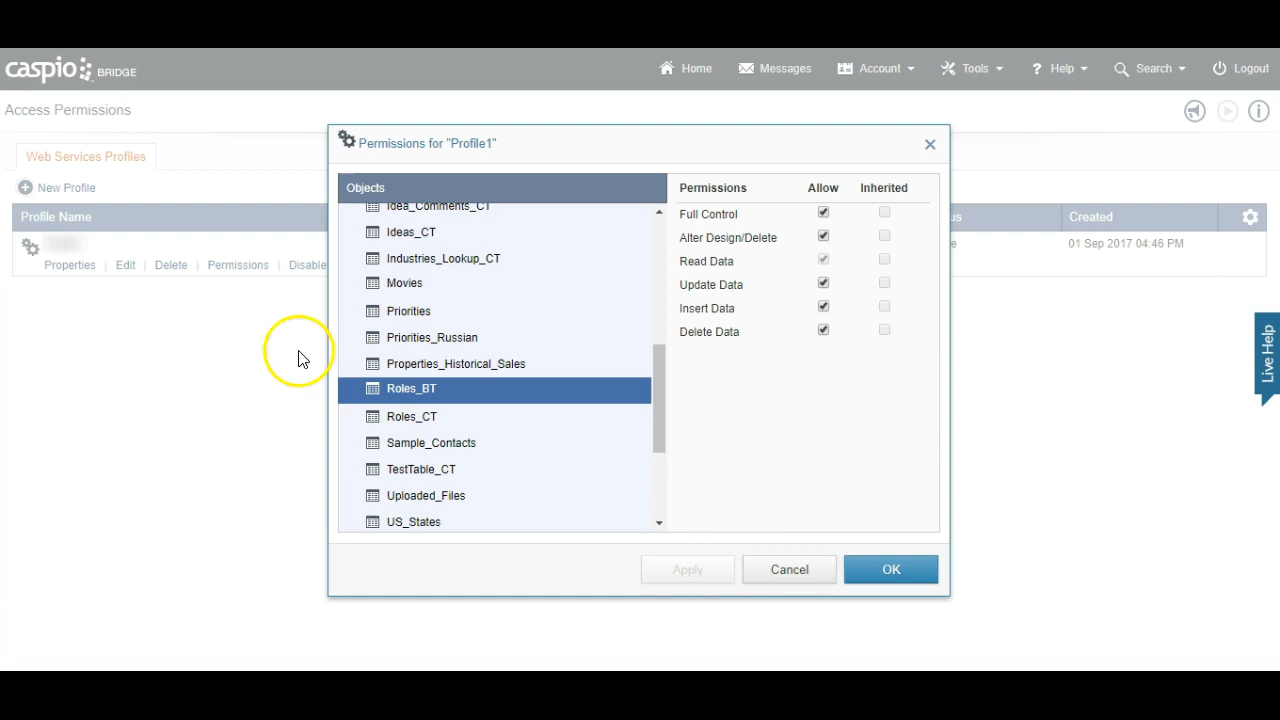 caspio BRIDGE
Home Messages Account Tools ? Help Search Logout
Access Permissions
Permissions for "Profile1"
Web Services Profiles
New Profile
Objects
Permissions Allow Inherited
Profile Name
Created
Idea_Comments_CT
Full Control
Ideas_CT
Alter Design/Delete
01 Sep 2017 04:46 PM
Industries_Lookup_CT
Read Data
Properties | Edit | Delete | Permissions | Disable
Movies
Update Data
Priorities
Insert Data
Priorities_Russian
Delete Data
Properties_Historical_Sales
Live Help
Roles_BT
Roles_CT
Sample_Contacts
TestTable_CT
Uploaded_Files
US_States
Apply Cancel OK